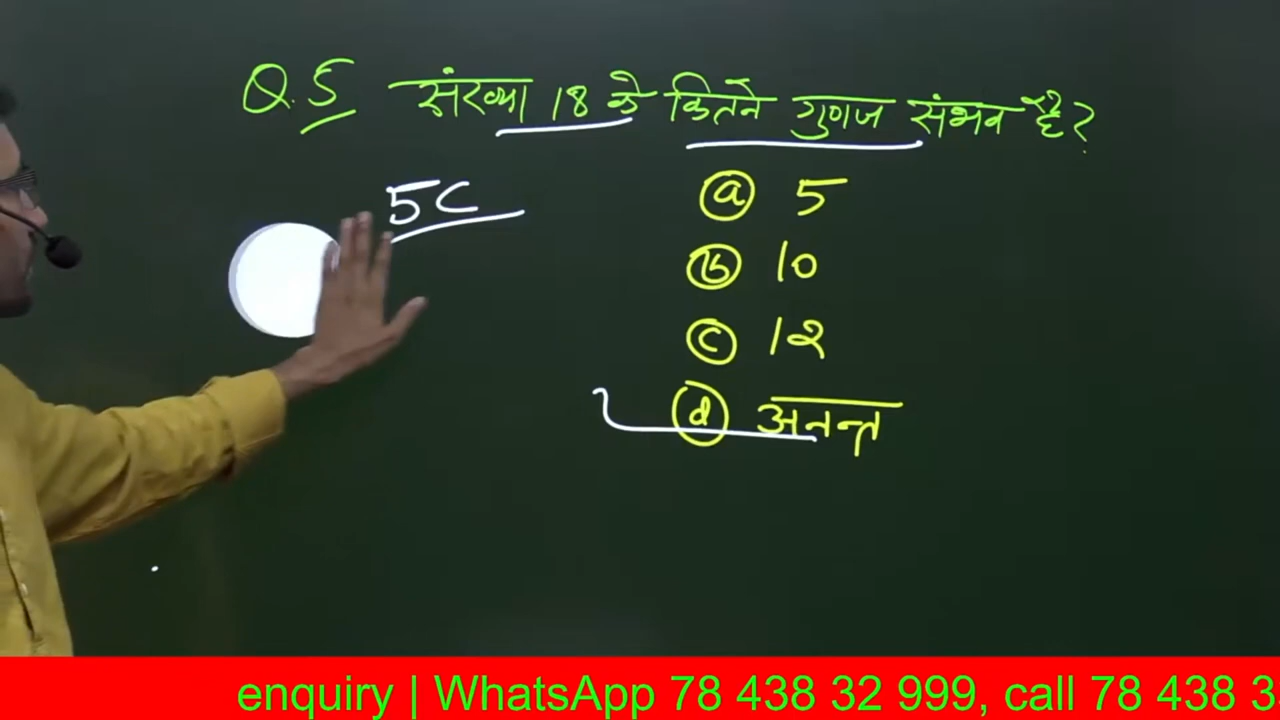 Q.5 संख्या 18 के कितने गुणज संभव है?
5C
(a) 5
(b) 10
(c) 12
(d) अनन्त
enquiry | WhatsApp 78 438 32 999, call 78 438 3